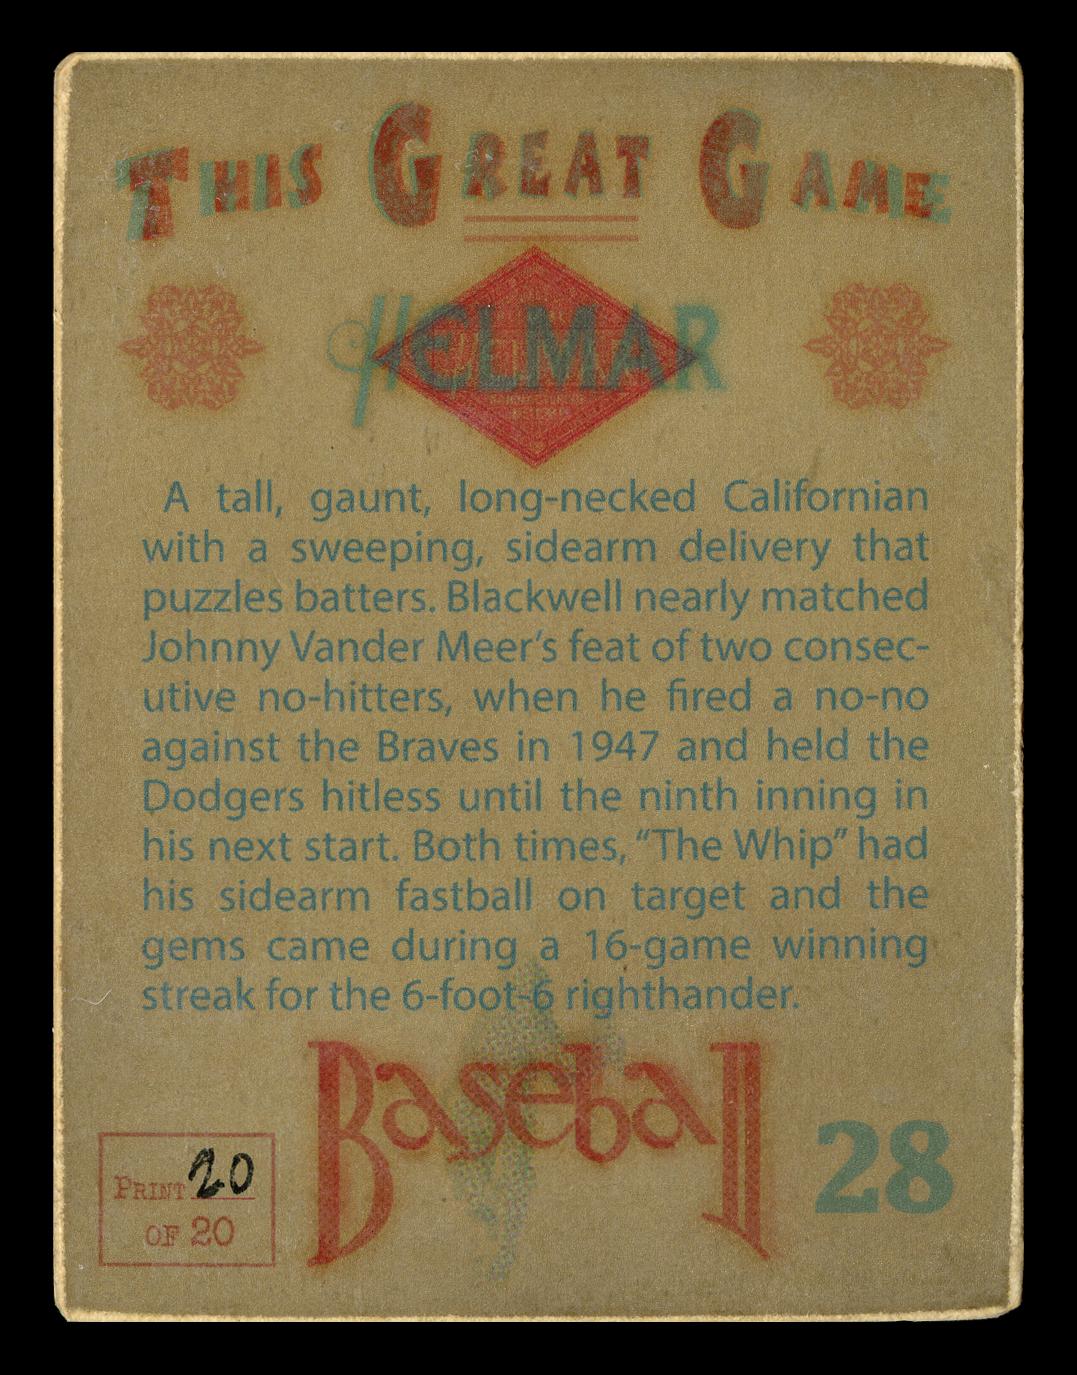 This Great Game
HELMAR
A tall, gaunt, long-necked Californian
with a sweeping, sidearm delivery that
puzzles batters. Blackwell nearly matched
Johnny Vander Meer's feat of two consec-
utive no-hitters, when he fired a no-no
against the Braves in 1947 and held the
Dodgers hitless until the ninth inning in
his next start. Both times, “The Whip” had
his sidearm fastball on target and the
gems came during a 16-game winning
streak for the 6-foot-6 righthander.
Baseball
28
PRINT 20
OF 20